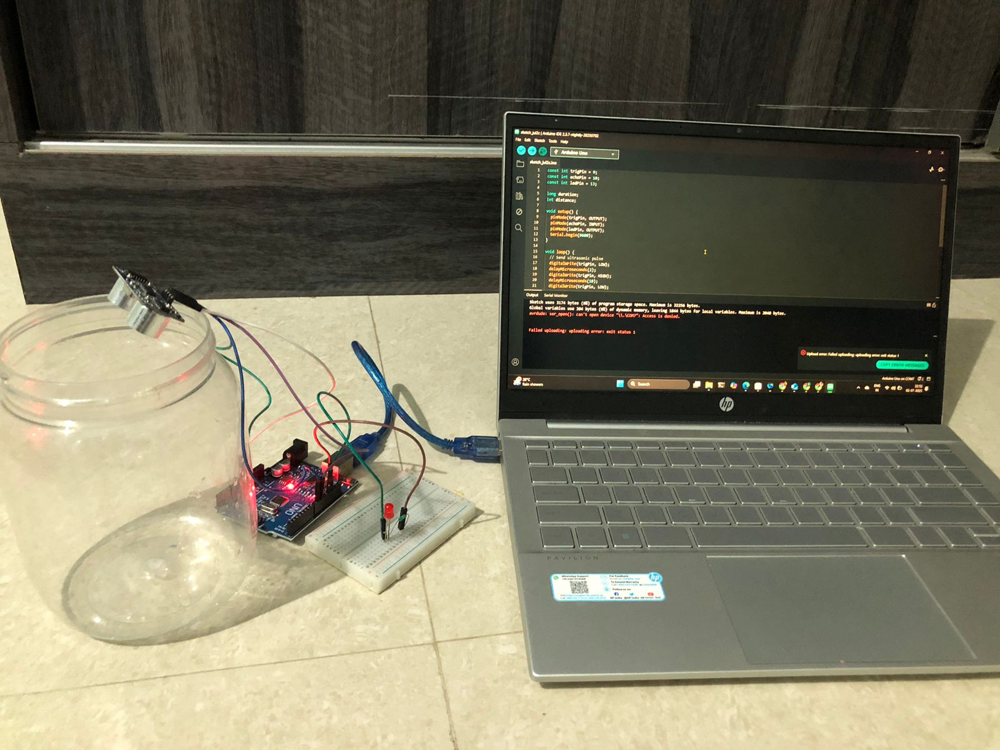 sketch_jul2c | Arduino IDE 2.3.7-nightly-20250702
File Edit Sketch Tools Help
Arduino Uno
sketch_jul2c.ino
1 const int trigPin = 9;
2 const int echoPin = 10;
3 const int ledPin = 13;
4
5 long duration;
6 int distance;
7
8 void setup() {
9 pinMode(trigPin, OUTPUT);
10 pinMode(echoPin, INPUT);
11 pinMode(ledPin, OUTPUT);
12 Serial.begin(9600);
13 }
14
15 void loop() {
16 // Send ultrasonic pulse
17 digitalWrite(trigPin, LOW);
18 delayMicroseconds(2);
19 digitalWrite(trigPin, HIGH);
20 delayMicroseconds(10);
21 digitalWrite(trigPin, LOW);
Output Serial Monitor
Sketch uses 3174 bytes (9%) of program storage space. Maximum is 32256 bytes.
Global variables use 204 bytes (9%) of dynamic memory, leaving 1844 bytes for local variables. Maximum is 2048 bytes.
avrdude: ser_open(): can't open device "\\.\COM7": Access is denied.
Failed uploading: uploading error: exit status 1
Upload error: Failed uploading: uploading error: exit status 1
COPY ERROR MESSAGES
Arduino Uno on COM7
28°C
Rain showers
Search
ENG
IN
22:52
02-07-2025
hp
UNO
PAVILION
WhatsApp Support
For Feedback
To Extend Warranty
Follow us on
hp